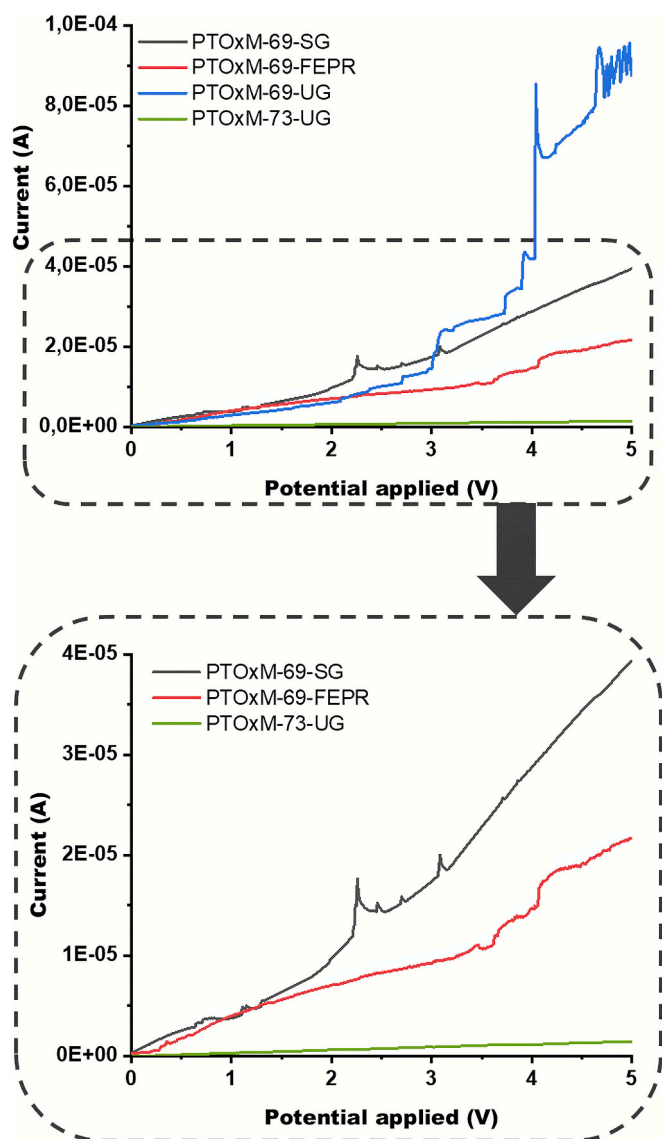 1,0E-04
8,0E-05
6,0E-05
4,0E-05
2,0E-05
0,0E+00
Current (A)
PTOxM-69-SG
PTOxM-69-FEPR
PTOxM-69-UG
PTOxM-73-UG
0 1 2 3 4 5
Potential applied (V)
4E-05
3E-05
2E-05
1E-05
0E+00
Current (A)
PTOxM-69-SG
PTOxM-69-FEPR
PTOxM-73-UG
0 1 2 3 4 5
Potential applied (V)